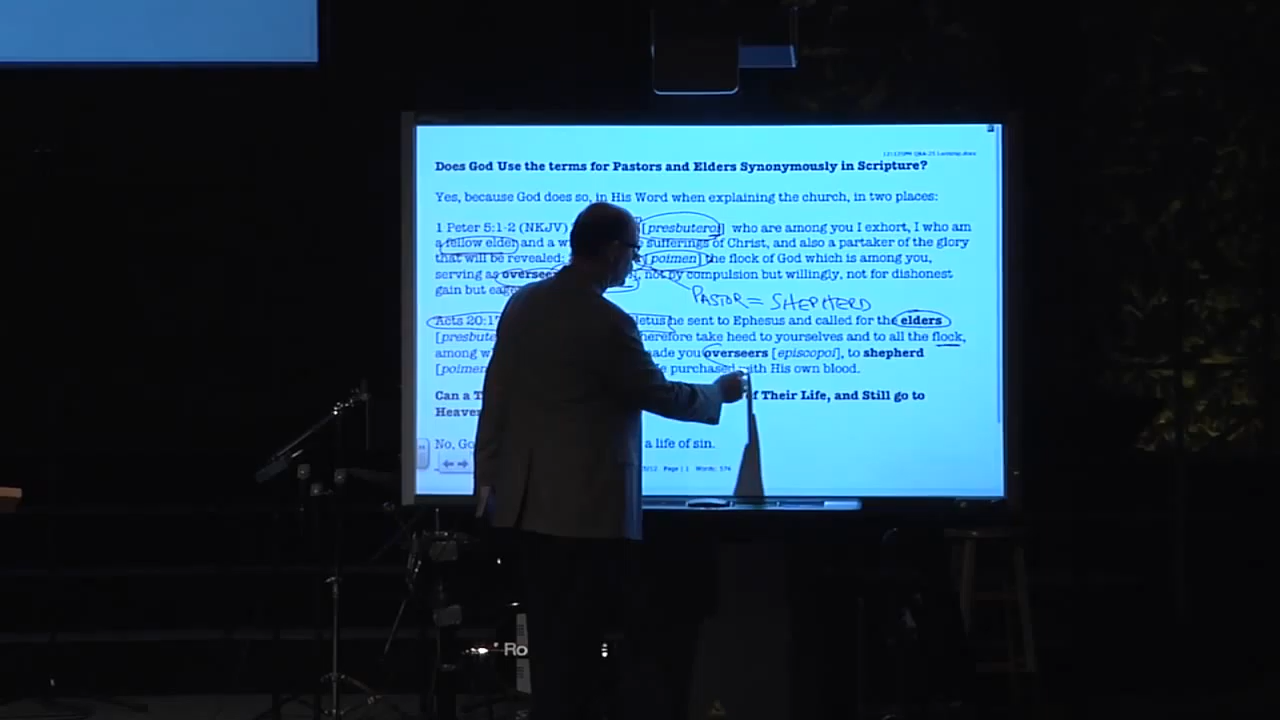 Does God Use the terms for Pastors and Elders Synonymously in Scripture?
Yes, because God does so, in His Word when explaining the church, in two places:
1 Peter 5:1-2 (NKJV) [presbuteroi] who are among you I exhort, I who am
a fellow elder and a sufferings of Christ, and also a partaker of the glory
that will be revealed: [poimen] the flock of God which is among you,
serving as not by compulsion but willingly, not for dishonest
gain but
PASTOR = SHEPHERD
Acts he sent to Ephesus and called for the elders
take heed to yourselves and to all the flock,
among you overseers [episcopoi], to shepherd
[poimen purchased with His own blood.
Can a of Their Life, and Still go to
No, a life of sin.
Page | 1 Words: 574
Ro